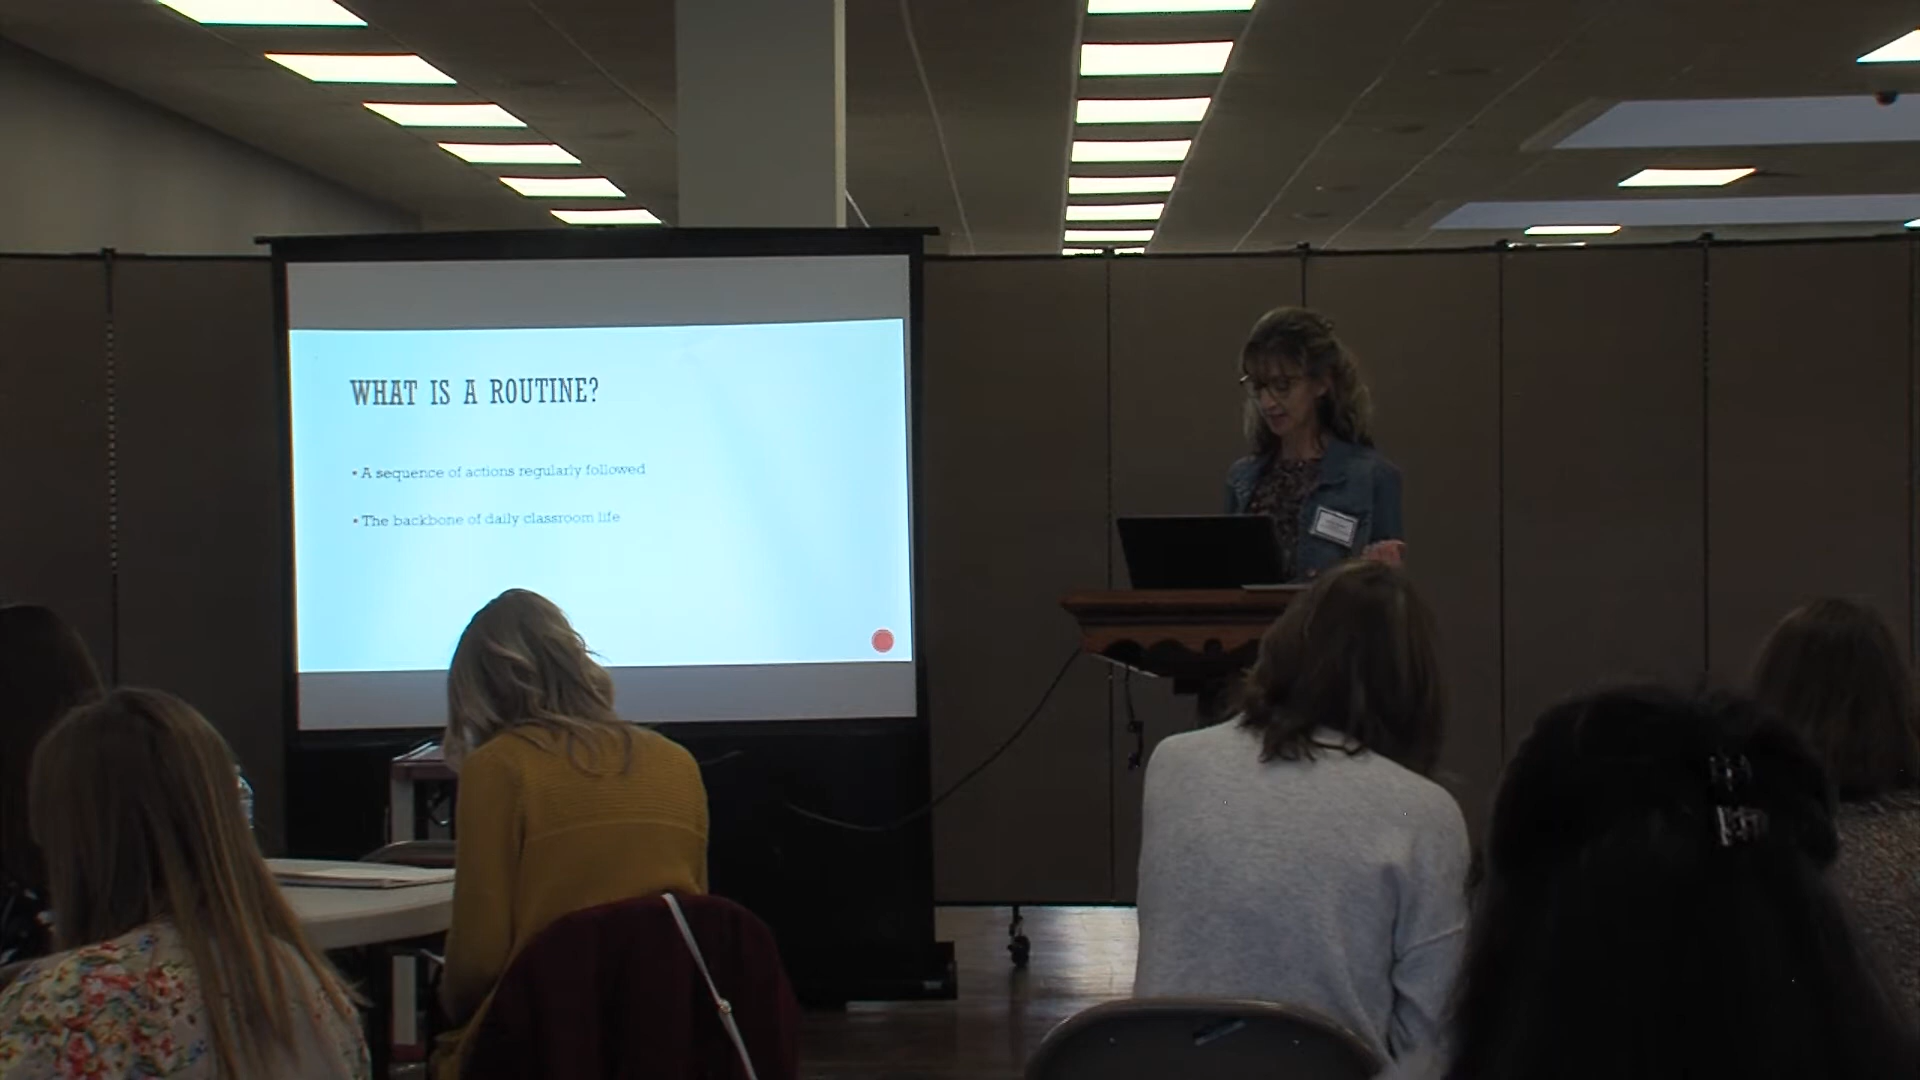 WHAT IS A ROUTINE?
▪ A sequence of actions regularly followed
▪ The backbone of daily classroom life